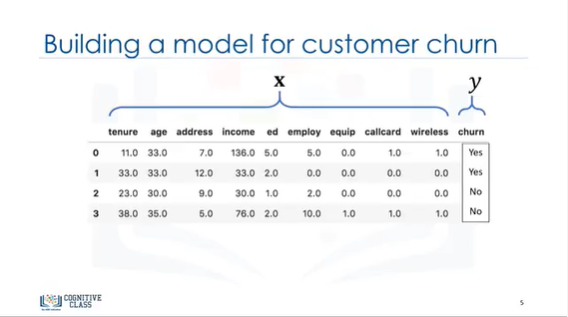 Building a model for customer churn
x y
tenure age address income ed employ equip callcard wireless churn
0 11.0 33.0 7.0 136.0 5.0 5.0 0.0 1.0 1.0 Yes
1 33.0 33.0 12.0 33.0 2.0 0.0 0.0 0.0 0.0 Yes
2 23.0 30.0 9.0 30.0 1.0 2.0 0.0 0.0 0.0 No
3 38.0 35.0 5.0 76.0 2.0 10.0 1.0 1.0 1.0 No
COGNITIVE
CLASS
5